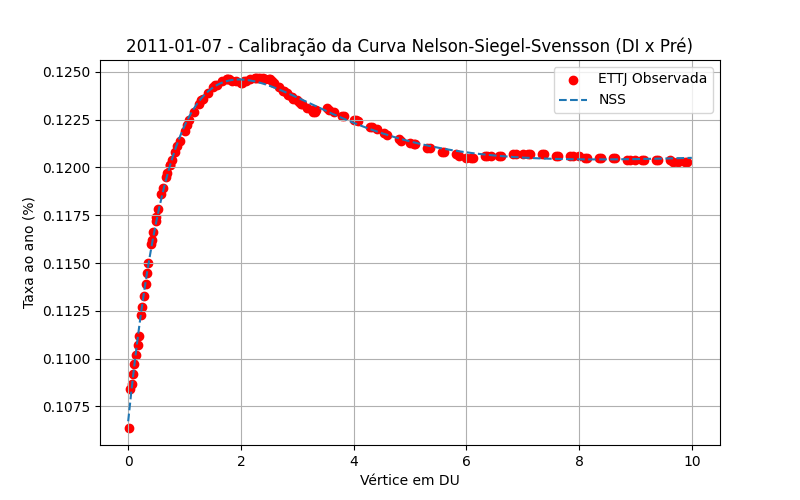 2011-01-07 - Calibração da Curva Nelson-Siegel-Svensson (DI x Pré)
ETTJ Observada
NSS
Taxa ao ano (%)
0.1250
0.1225
0.1200
0.1175
0.1150
0.1125
0.1100
0.1075
0 2 4 6 8 10
Vértice em DU